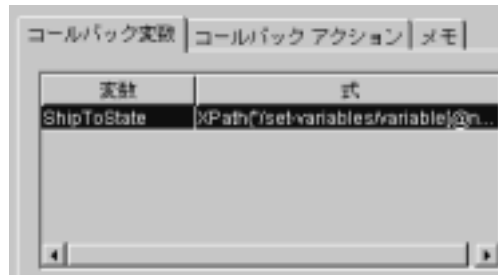 コールバック変数 コールバック アクション メモ
変数 式
ShipToState XPath("/set-variables/variable[@n...